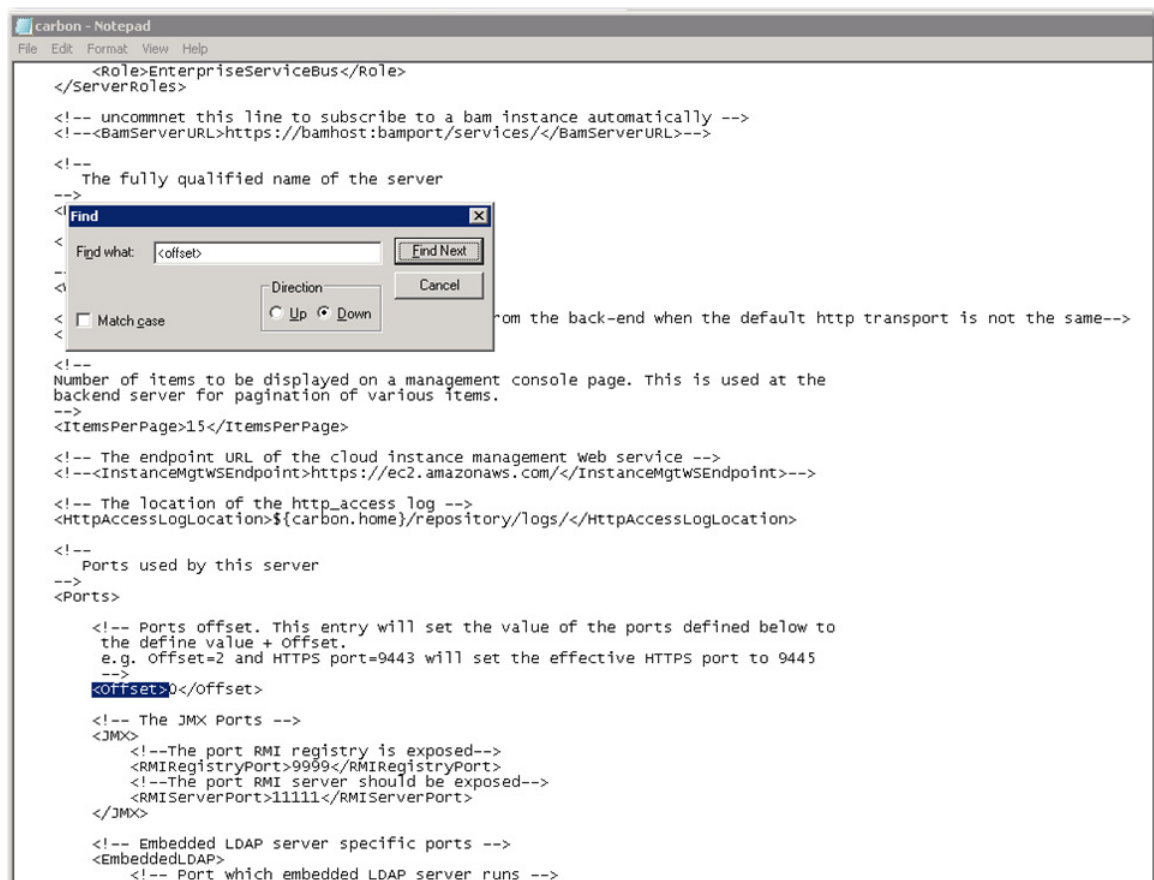 carbon - Notepad
File Edit Format View Help
<Role>EnterpriseServiceBus</Role>
</ServerRoles>
<!-- uncommnet this line to subscribe to a bam instance automatically -->
<!--<BamServerURL>https://bamhost:bamport/services/</BamServerURL>-->
<!--
The fully qualified name of the server
-->
Find
Find what: <offset>
Find Next
Direction
Cancel
Match case
Up Down
rom the back-end when the default http transport is not the same-->
<!--
Number of items to be displayed on a management console page. This is used at the
backend server for pagination of various items.
-->
<ItemsPerPage>15</ItemsPerPage>
<!-- The endpoint URL of the cloud instance management Web service -->
<!--<InstanceMgtWSEndpoint>https://ec2.amazonaws.com/</InstanceMgtWSEndpoint>-->
<!-- The location of the http_access log -->
<HttpAccessLogLocation>${carbon.home}/repository/logs/</HttpAccessLogLocation>
<!--
Ports used by this server
-->
<Ports>
<!-- Ports offset. This entry will set the value of the ports defined below to
the define value + Offset.
e.g. Offset=2 and HTTPS port=9443 will set the effective HTTPS port to 9445
-->
<Offset>0</Offset>
<!-- The JMX Ports -->
<JMX>
<!--The port RMI registry is exposed-->
<RMIRegistryPort>9999</RMIRegistryPort>
<!--The port RMI server should be exposed-->
<RMIServerPort>11111</RMIServerPort>
</JMX>
<!-- Embedded LDAP server specific ports -->
<EmbeddedLDAP>
<!-- Port which embedded LDAP server runs -->